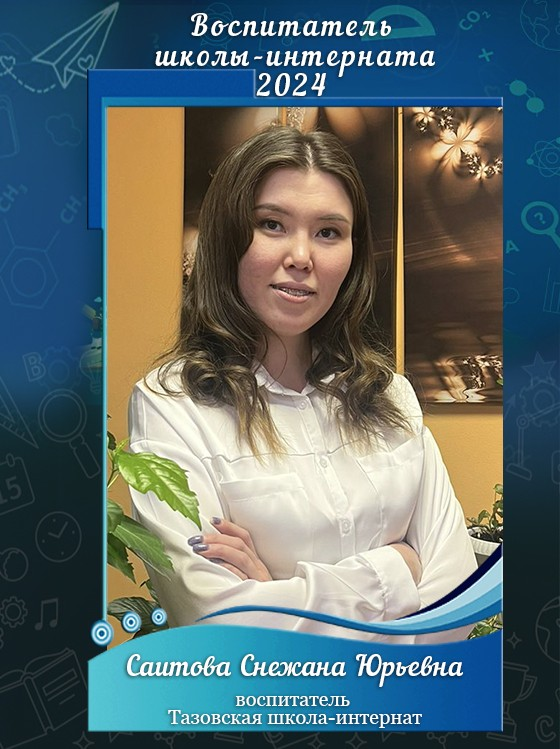 Воспитатель
школы-интерната
2024
Саитова Снежана Юрьевна
воспитатель
Тазовская школа-интернат